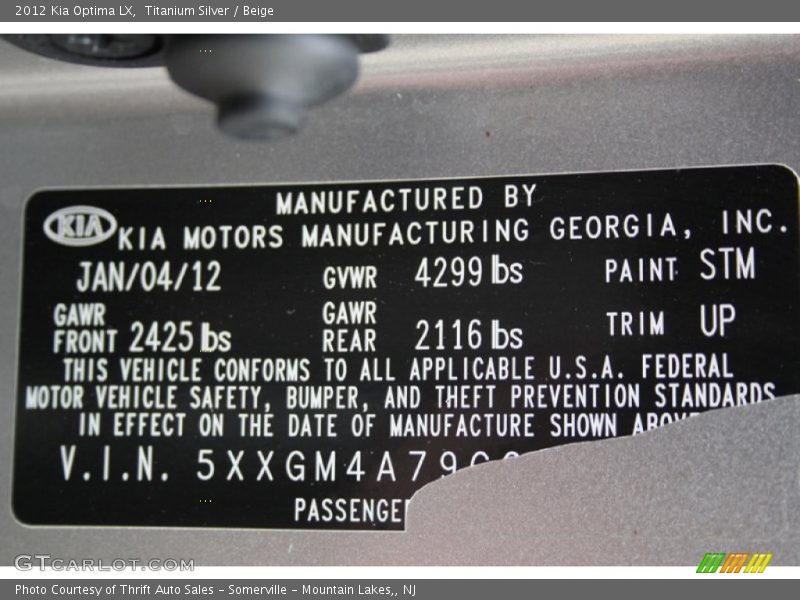 2012 Kia Optima LX, Titanium Silver / Beige
MANUFACTURED BY
KIA KIA MOTORS MANUFACTURING GEORGIA, INC.
JAN/04/12 GVWR 4299 lbs PAINT STM
GAWR FRONT 2425 lbs GAWR REAR 2116 lbs TRIM UP
THIS VEHICLE CONFORMS TO ALL APPLICABLE U.S.A. FEDERAL
MOTOR VEHICLE SAFETY, BUMPER, AND THEFT PREVENTION STANDARDS
IN EFFECT ON THE DATE OF MANUFACTURE SHOWN ABOVE
V.I.N. 5XXGM4A79
PASSENGER
GTCARLOT.COM
Photo Courtesy of Thrift Auto Sales - Somerville - Mountain Lakes,, NJ